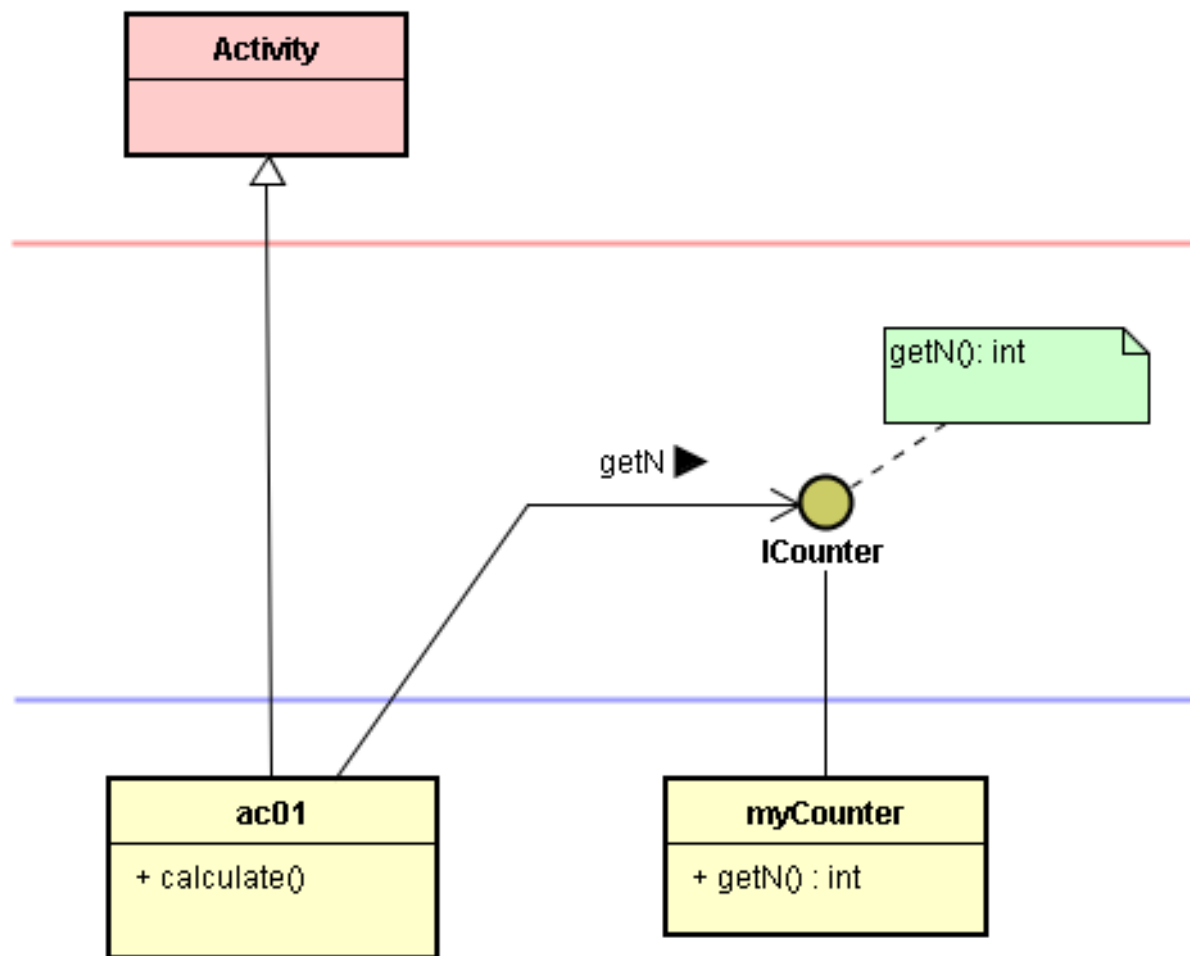 Activity
getN(): int
getN
ICounter
ac01
+ calculate()
myCounter
+ getN() : int